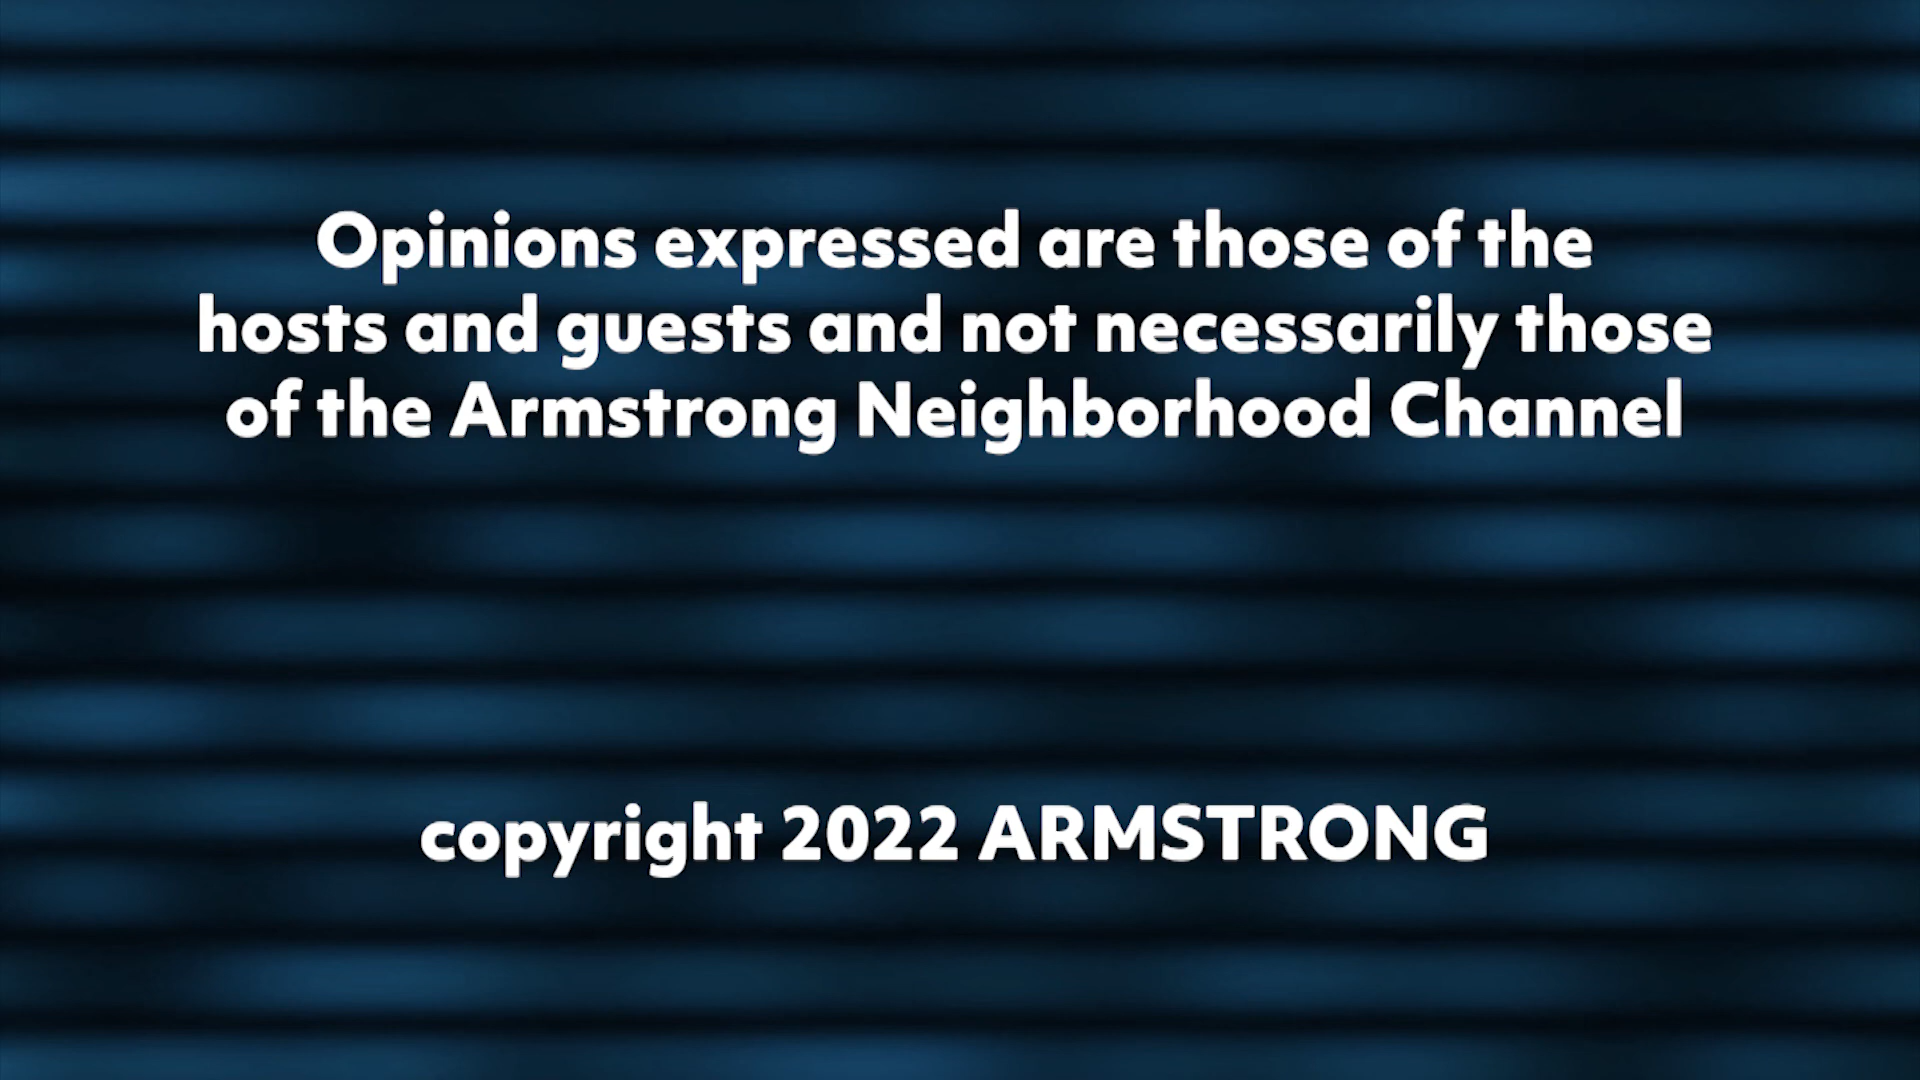 Opinions expressed are those of the
hosts and guests and not necessarily those
of the Armstrong Neighborhood Channel
copyright 2022 ARMSTRONG